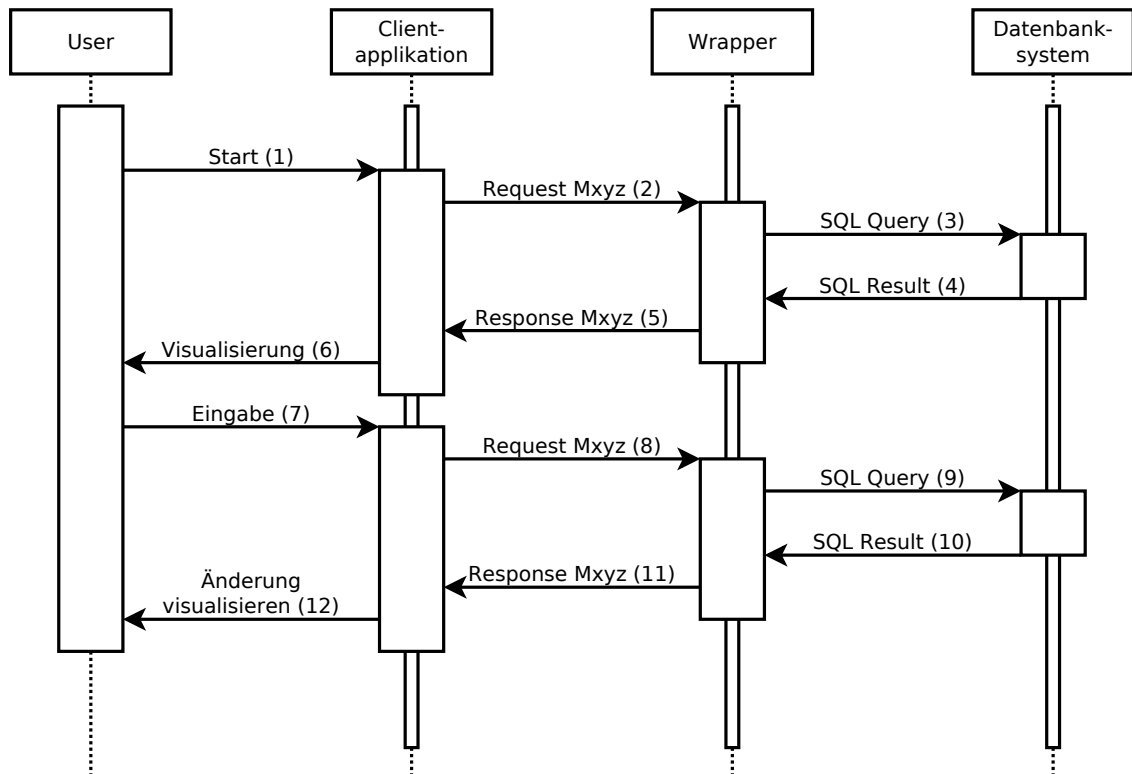 User
Client-
applikation
Wrapper
Datenbank-
system
Start (1)
Request Mxyz (2)
SQL Query (3)
SQL Result (4)
Response Mxyz (5)
Visualisierung (6)
Eingabe (7)
Request Mxyz (8)
SQL Query (9)
SQL Result (10)
Response Mxyz (11)
Änderung
visualisieren (12)